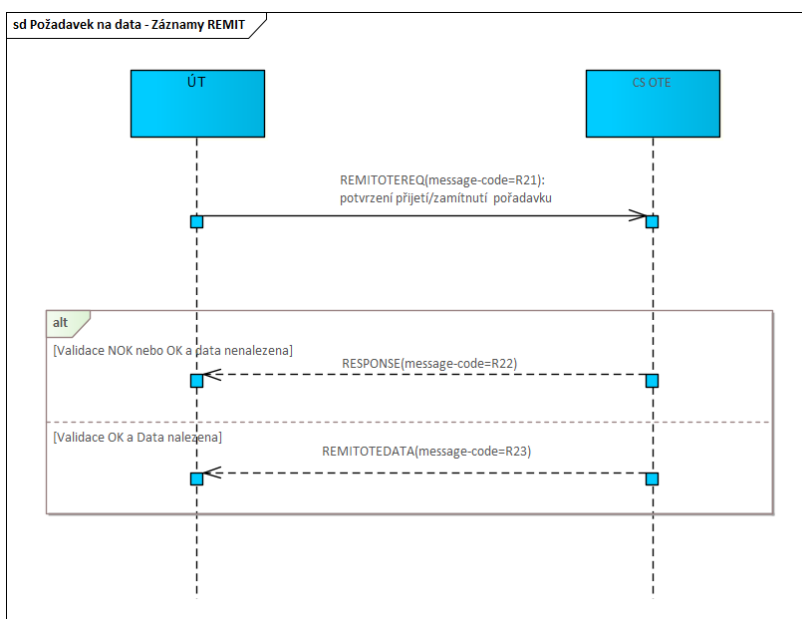 sd Požadavek na data - Záznamy REMIT
ÚT
CS OTE
REMITOTEREQ(message-code=R21):
potvrzení přijetí/zamítnutí pořadavku
alt
[Validace NOK nebo OK a data nenalezena]
RESPONSE(message-code=R22)
[Validace OK a Data nalezena]
REMITOTEDATA(message-code=R23)